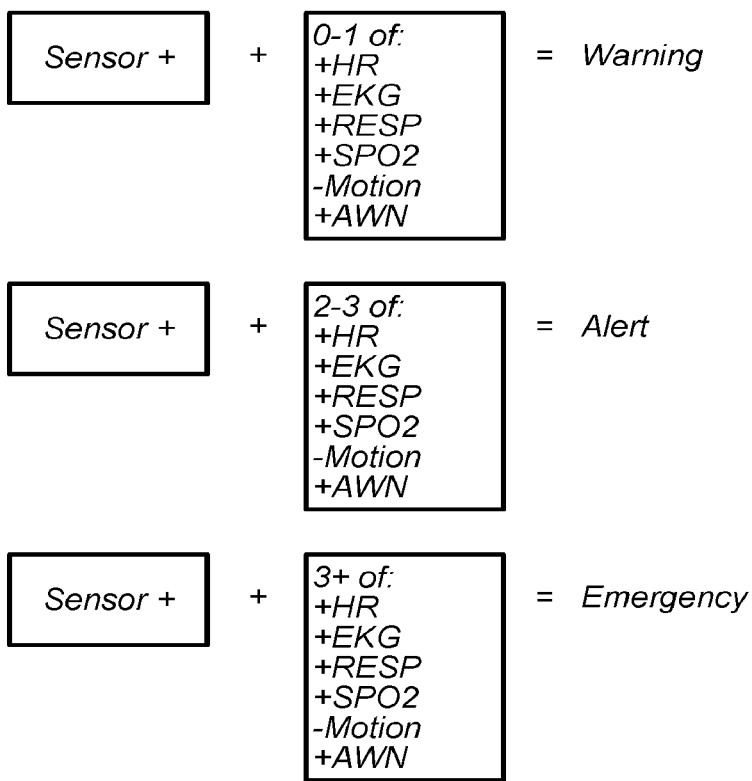 Sensor + + 0-1 of: = Warning
+HR
+EKG
+RESP
+SPO2
-Motion
+AWN
Sensor + + 2-3 of: = Alert
+HR
+EKG
+RESP
+SPO2
-Motion
+AWN
Sensor + + 3+ of: = Emergency
+HR
+EKG
+RESP
+SPO2
-Motion
+AWN